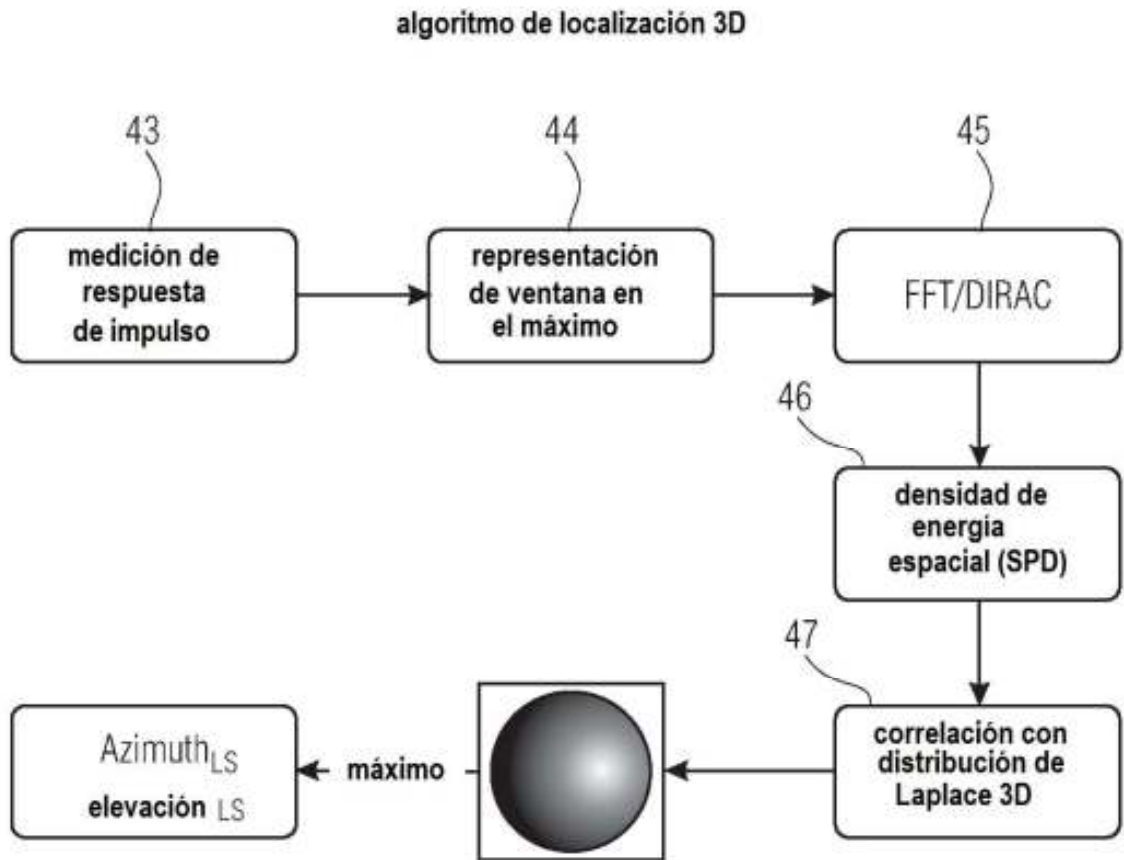 algoritmo de localización 3D
43
44
45
medición de
respuesta
de impulso
representación
de ventana en
el máximo
FFT/DIRAC
46
densidad de
energía
espacial (SPD)
47
correlación con
distribución de
Laplace 3D
máximo
Azimuth LS
elevación LS